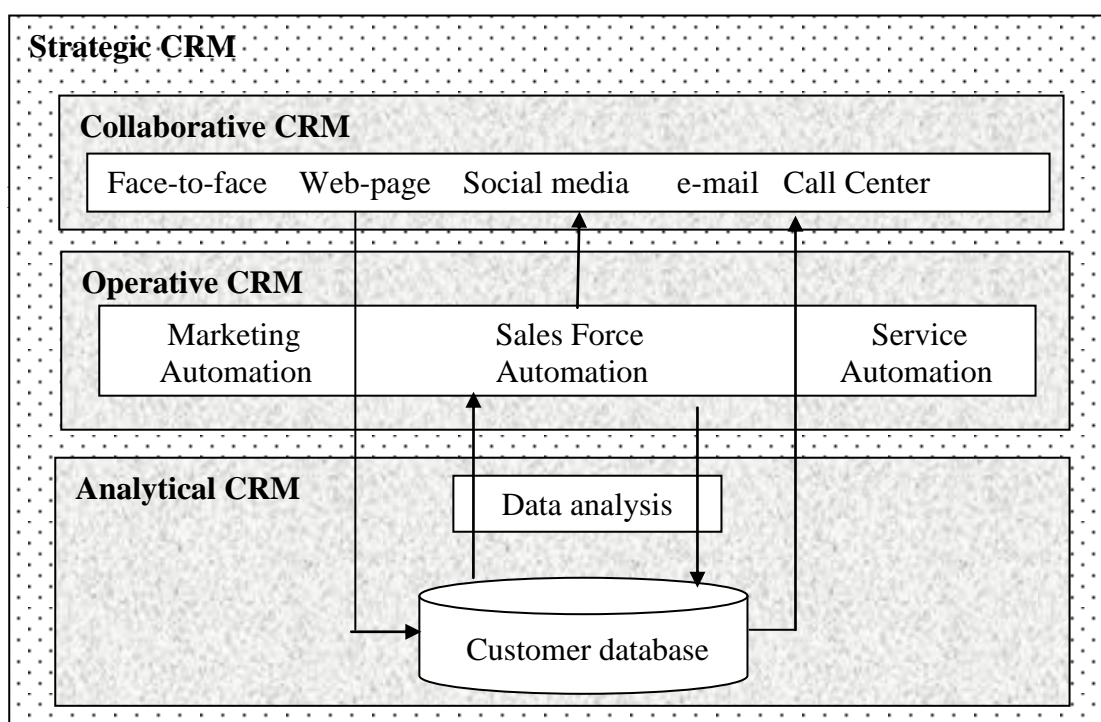 Strategic CRM
Collaborative CRM
Face-to-face Web-page Social media e-mail Call Center
Operative CRM
Marketing Automation
Sales Force Automation
Service Automation
Analytical CRM
Data analysis
Customer database